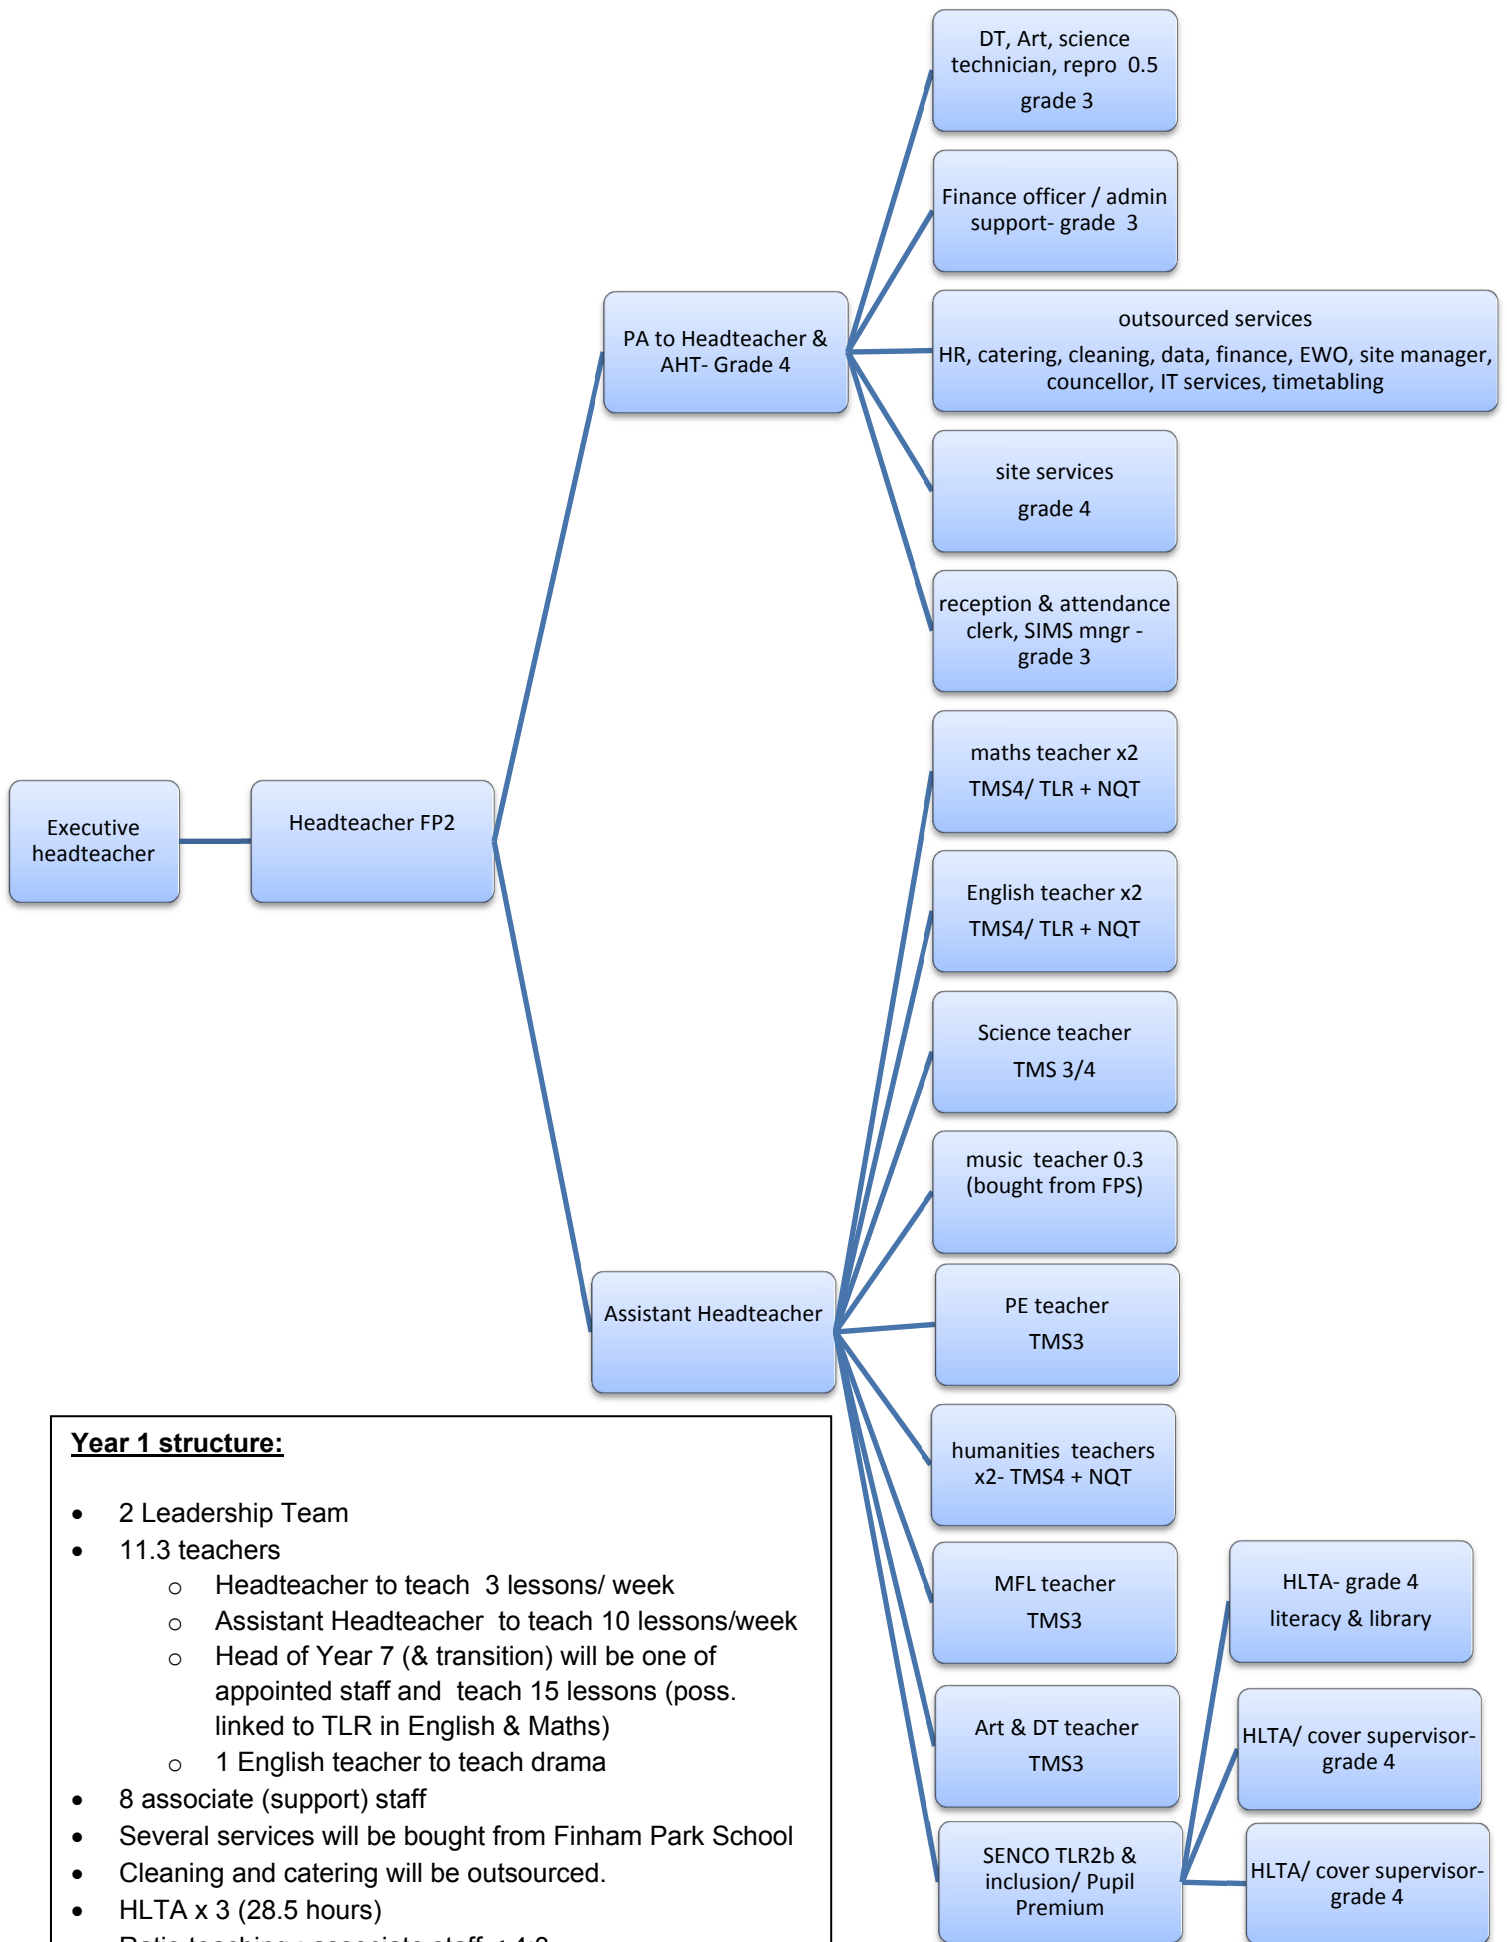 DT, Art, science
technician, repro 0.5
grade 3
Finance officer / admin
support- grade 3
PA to Headteacher &
AHT- Grade 4
outsourced services
HR, catering, cleaning, data, finance, EWO, site manager,
councellor, IT services, timetabling
site services
grade 4
reception & attendance
clerk, SIMS mngr -
grade 3
maths teacher x2
TMS4/ TLR + NQT
Executive
headteacher
Headteacher FP2
English teacher x2
TMS4/ TLR + NQT
Science teacher
TMS 3/4
music teacher 0.3
(bought from FPS)
Assistant Headteacher
PE teacher
TMS3
humanities teachers
x2- TMS4 + NQT
MFL teacher
TMS3
HLTA- grade 4
literacy & library
Art & DT teacher
TMS3
HLTA/ cover supervisor-
grade 4
SENCO TLR2b &
inclusion/ Pupil
Premium
HLTA/ cover supervisor-
grade 4
Year 1 structure:
• 2 Leadership Team
• 11.3 teachers
o Headteacher to teach 3 lessons/ week
o Assistant Headteacher to teach 10 lessons/week
o Head of Year 7 (& transition) will be one of
appointed staff and teach 15 lessons (poss.
linked to TLR in English & Maths)
o 1 English teacher to teach drama
• 8 associate (support) staff
• Several services will be bought from Finham Park School
• Cleaning and catering will be outsourced.
• HLTA x 3 (28.5 hours)
Ratio teaching : associate staff